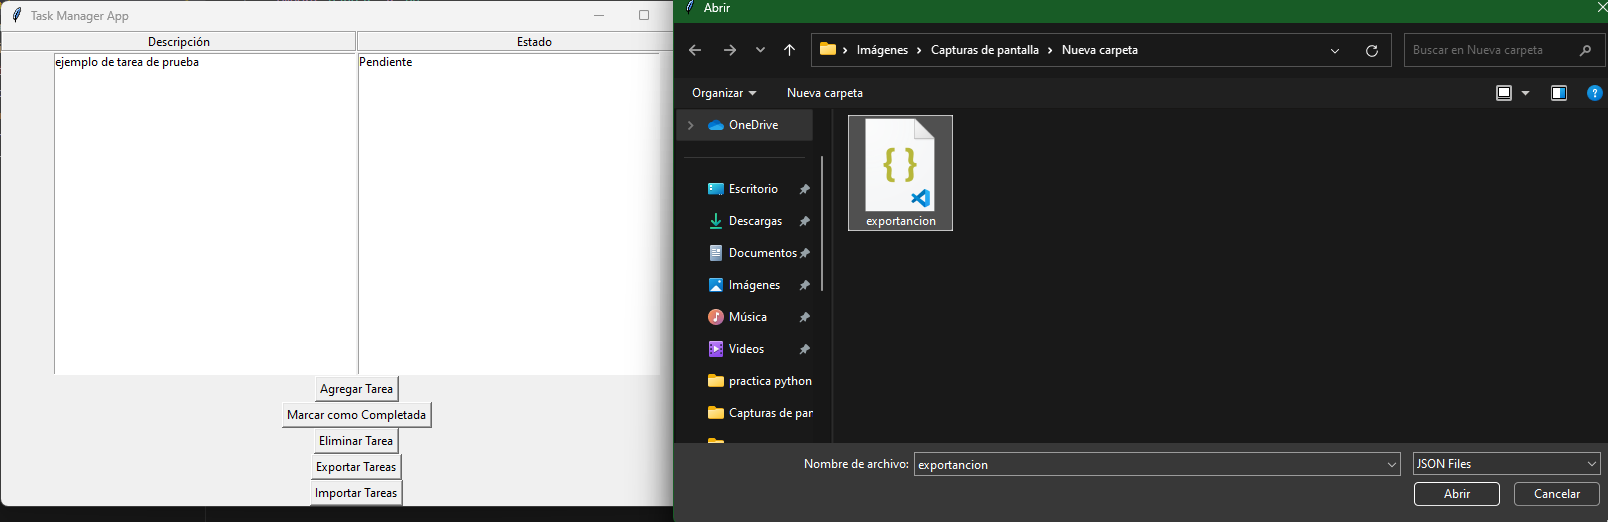 Task Manager App
Descripción Estado
ejemplo de tarea de prueba Pendiente
Agregar Tarea
Marcar como Completada
Eliminar Tarea
Exportar Tareas
Importar Tareas
Abrir
Imágenes Capturas de pantalla Nueva carpeta
Buscar en Nueva carpeta
Organizar Nueva carpeta
OneDrive
Escritorio
Descargas
Documentos
Imágenes
Música
Videos
practica python
Capturas de pan
exportancion
Nombre de archivo: exportancion JSON Files
Abrir Cancelar